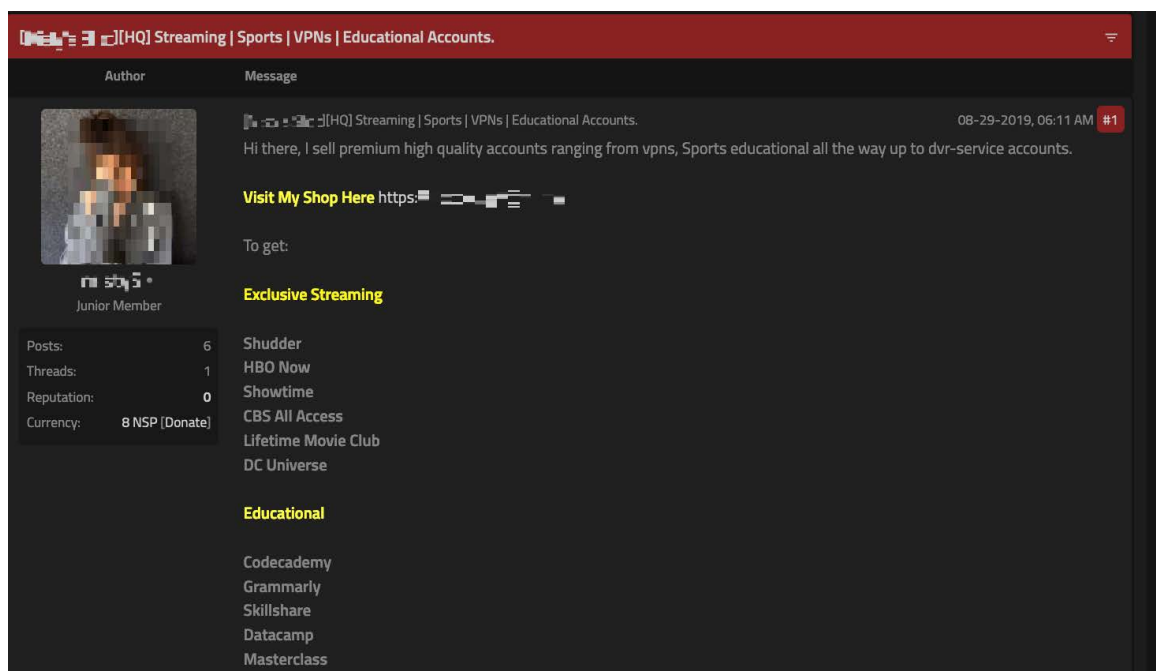 [HQ] Streaming | Sports | VPNs | Educational Accounts.
Author
Message
[HQ] Streaming | Sports | VPNs | Educational Accounts.
08-29-2019, 06:11 AM #1
Hi there, I sell premium high quality accounts ranging from vpns, Sports educational all the way up to dvr-service accounts.
Visit My Shop Here https:
To get:
Junior Member
Exclusive Streaming
Posts: 6
Threads: 1
Reputation: 0
Currency: 8 NSP [Donate]
Shudder
HBO Now
Showtime
CBS All Access
Lifetime Movie Club
DC Universe
Educational
Codecademy
Grammarly
Skillshare
Datacamp
Masterclass